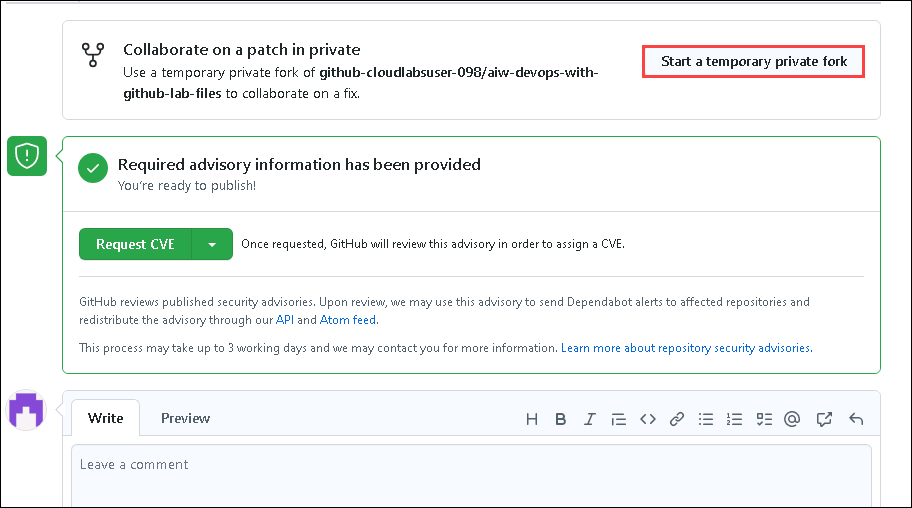 Collaborate on a patch in private
Use a temporary private fork of github-cloudlabsuser-098/aiw-devops-with-
github-lab-files to collaborate on a fix.
Start a temporary private fork
Required advisory information has been provided
You're ready to publish!
Request CVE
Once requested, GitHub will review this advisory in order to assign a CVE.
GitHub reviews published security advisories. Upon review, we may use this advisory to send Dependabot alerts to affected repositories and
redistribute the advisory through our API and Atom feed.
This process may take up to 3 working days and we may contact you for more information. Learn more about repository security advisories.
Write
Preview
Leave a comment